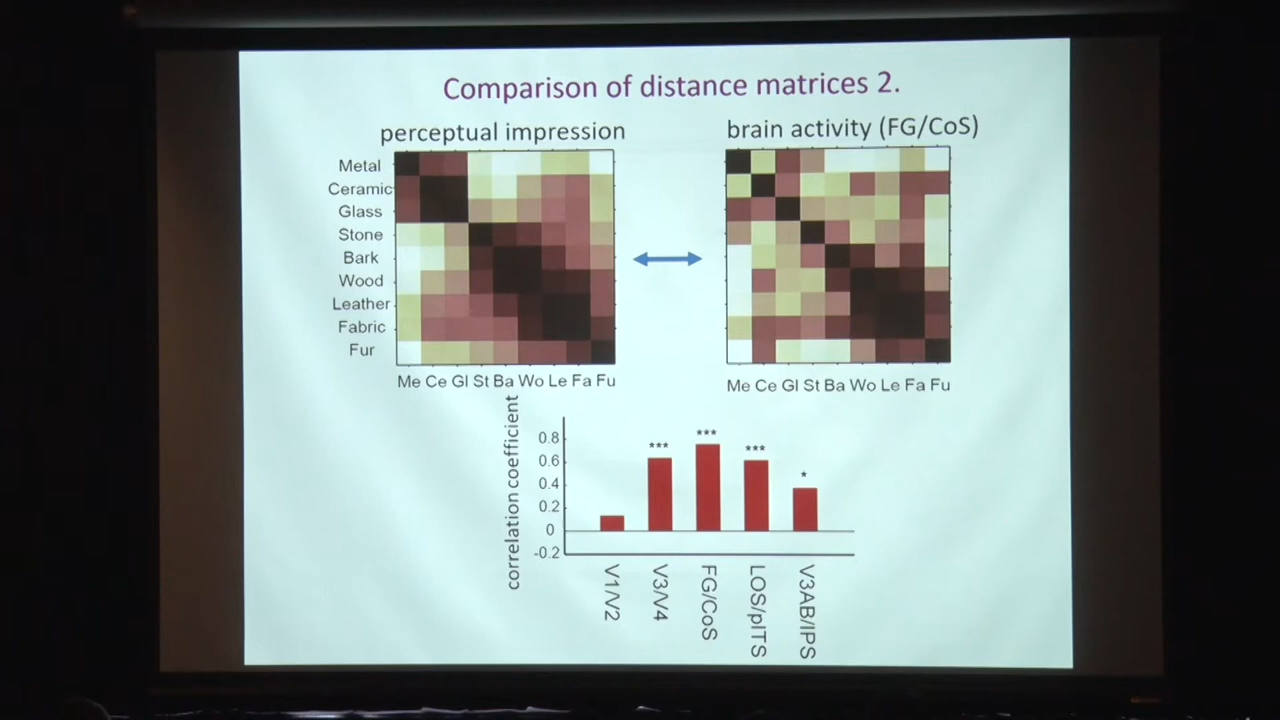 Comparison of distance matrices 2.
perceptual impression
brain activity (FG/CoS)
Metal
Ceramic
Glass
Stone
Bark
Wood
Leather
Fabric
Fur
Me Ce Gl St Ba Wo Le Fa Fu
Me Ce Gl St Ba Wo Le Fa Fu
correlation coefficient
0.8
0.6
0.4
0.2
0
-0.2
***
***
***
*
V1/V2
V3/V4
FG/CoS
LOS/pITS
V3AB/IPS